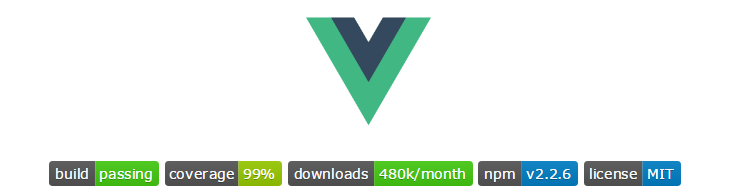 build passing coverage 99% downloads 480k/month npm v2.2.6 license MIT